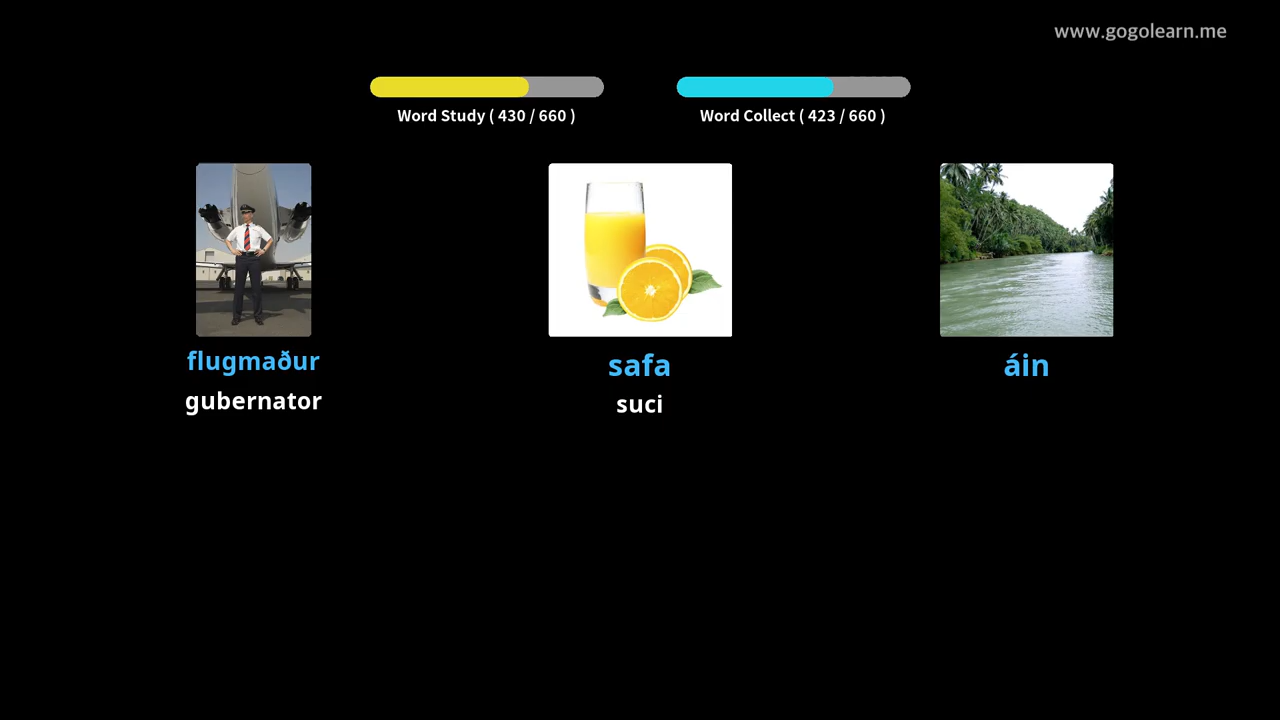 www.gogolearn.me
Word Study ( 430 / 660 )
Word Collect ( 423 / 660 )
flugmaður
gubernator
safa
suci
áin